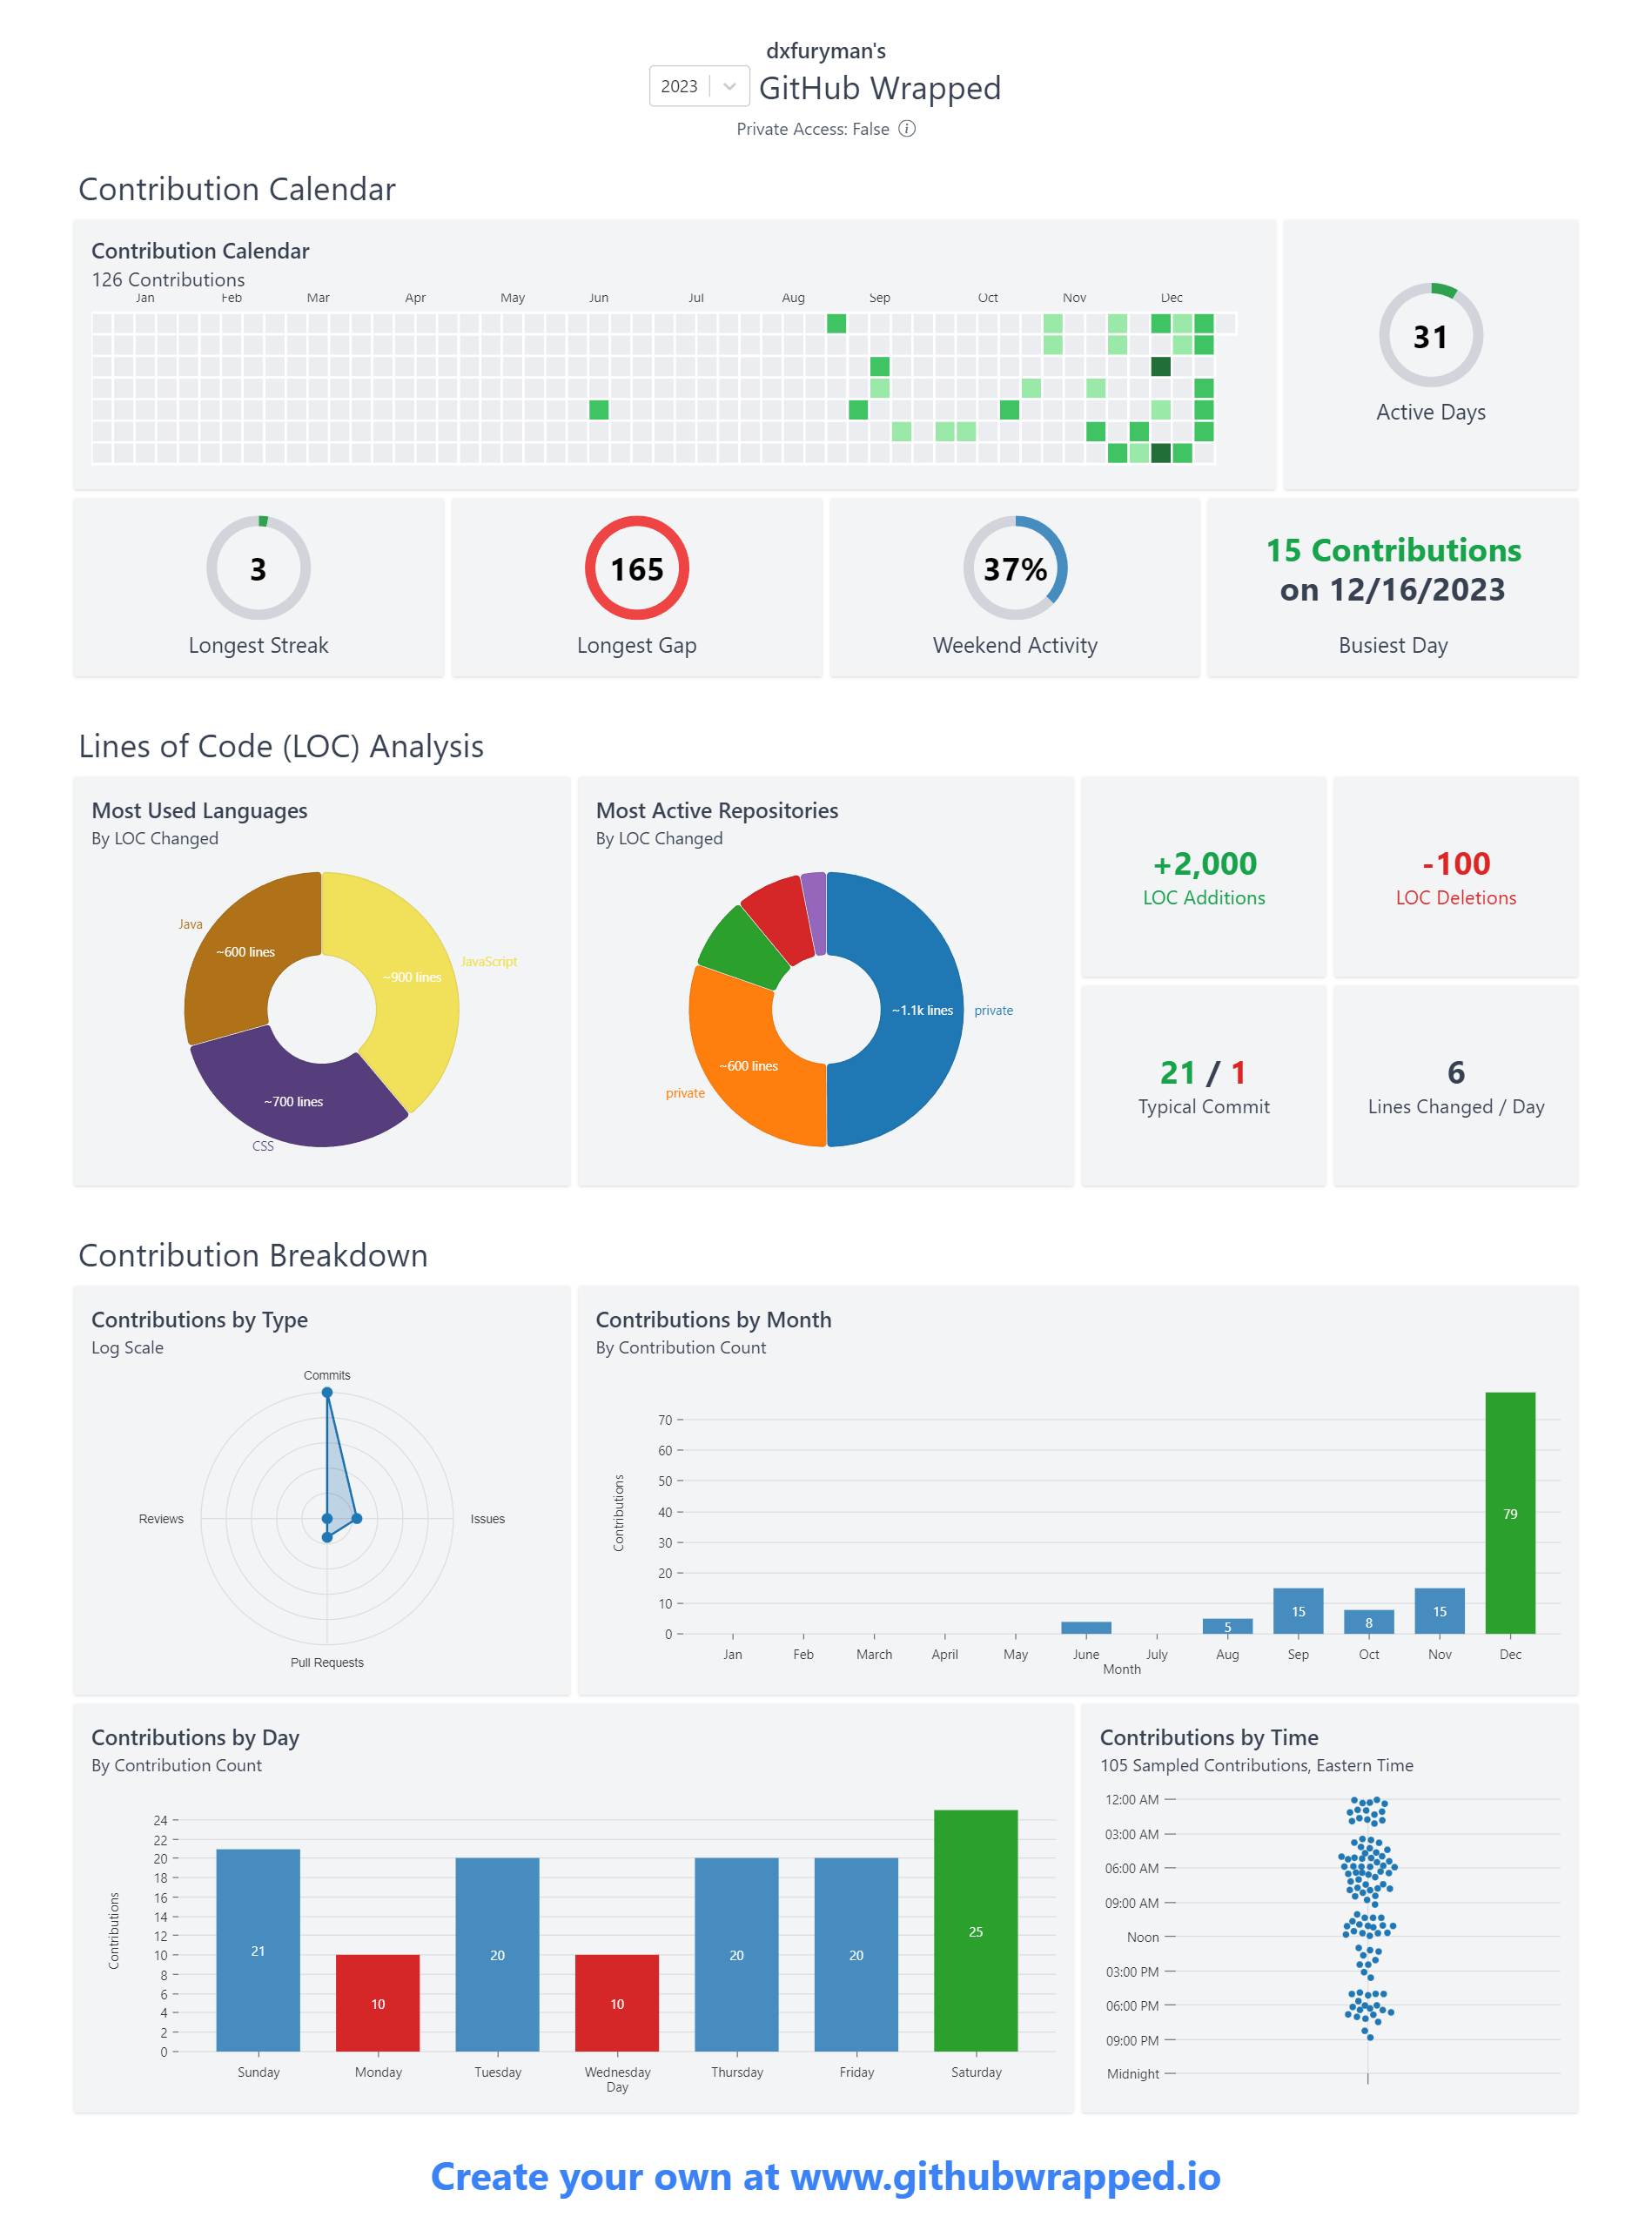 dxfuryman's
2023
GitHub Wrapped
Private Access: False
Contribution Calendar
Contribution Calendar
126 Contributions
Jan Feb Mar Apr May Jun Jul Aug Sep Oct Nov Dec
31
Active Days
3
Longest Streak
165
Longest Gap
37%
Weekend Activity
15 Contributions
on 12/16/2023
Busiest Day
Lines of Code (LOC) Analysis
Most Used Languages
By LOC Changed
Java
~600 lines
JavaScript
~900 lines
~700 lines
CSS
Most Active Repositories
By LOC Changed
~1.1k lines
private
~600 lines
private
+2,000
LOC Additions
-100
LOC Deletions
21 / 1
Typical Commit
6
Lines Changed / Day
Contribution Breakdown
Contributions by Type
Log Scale
Commits
Reviews
Issues
Pull Requests
Contributions by Month
By Contribution Count
Contributions
70
60
50
40
30
20
10
0
5
15
8
15
79
Jan Feb March April May June July Aug Sep Oct Nov Dec
Month
Contributions by Day
By Contribution Count
Contributions
24
22
20
18
16
14
12
10
8
6
4
2
0
21
10
20
10
20
20
25
Sunday Monday Tuesday Wednesday Thursday Friday Saturday
Day
Contributions by Time
105 Sampled Contributions, Eastern Time
12:00 AM
03:00 AM
06:00 AM
09:00 AM
Noon
03:00 PM
06:00 PM
09:00 PM
Midnight
Create your own at www.githubwrapped.io